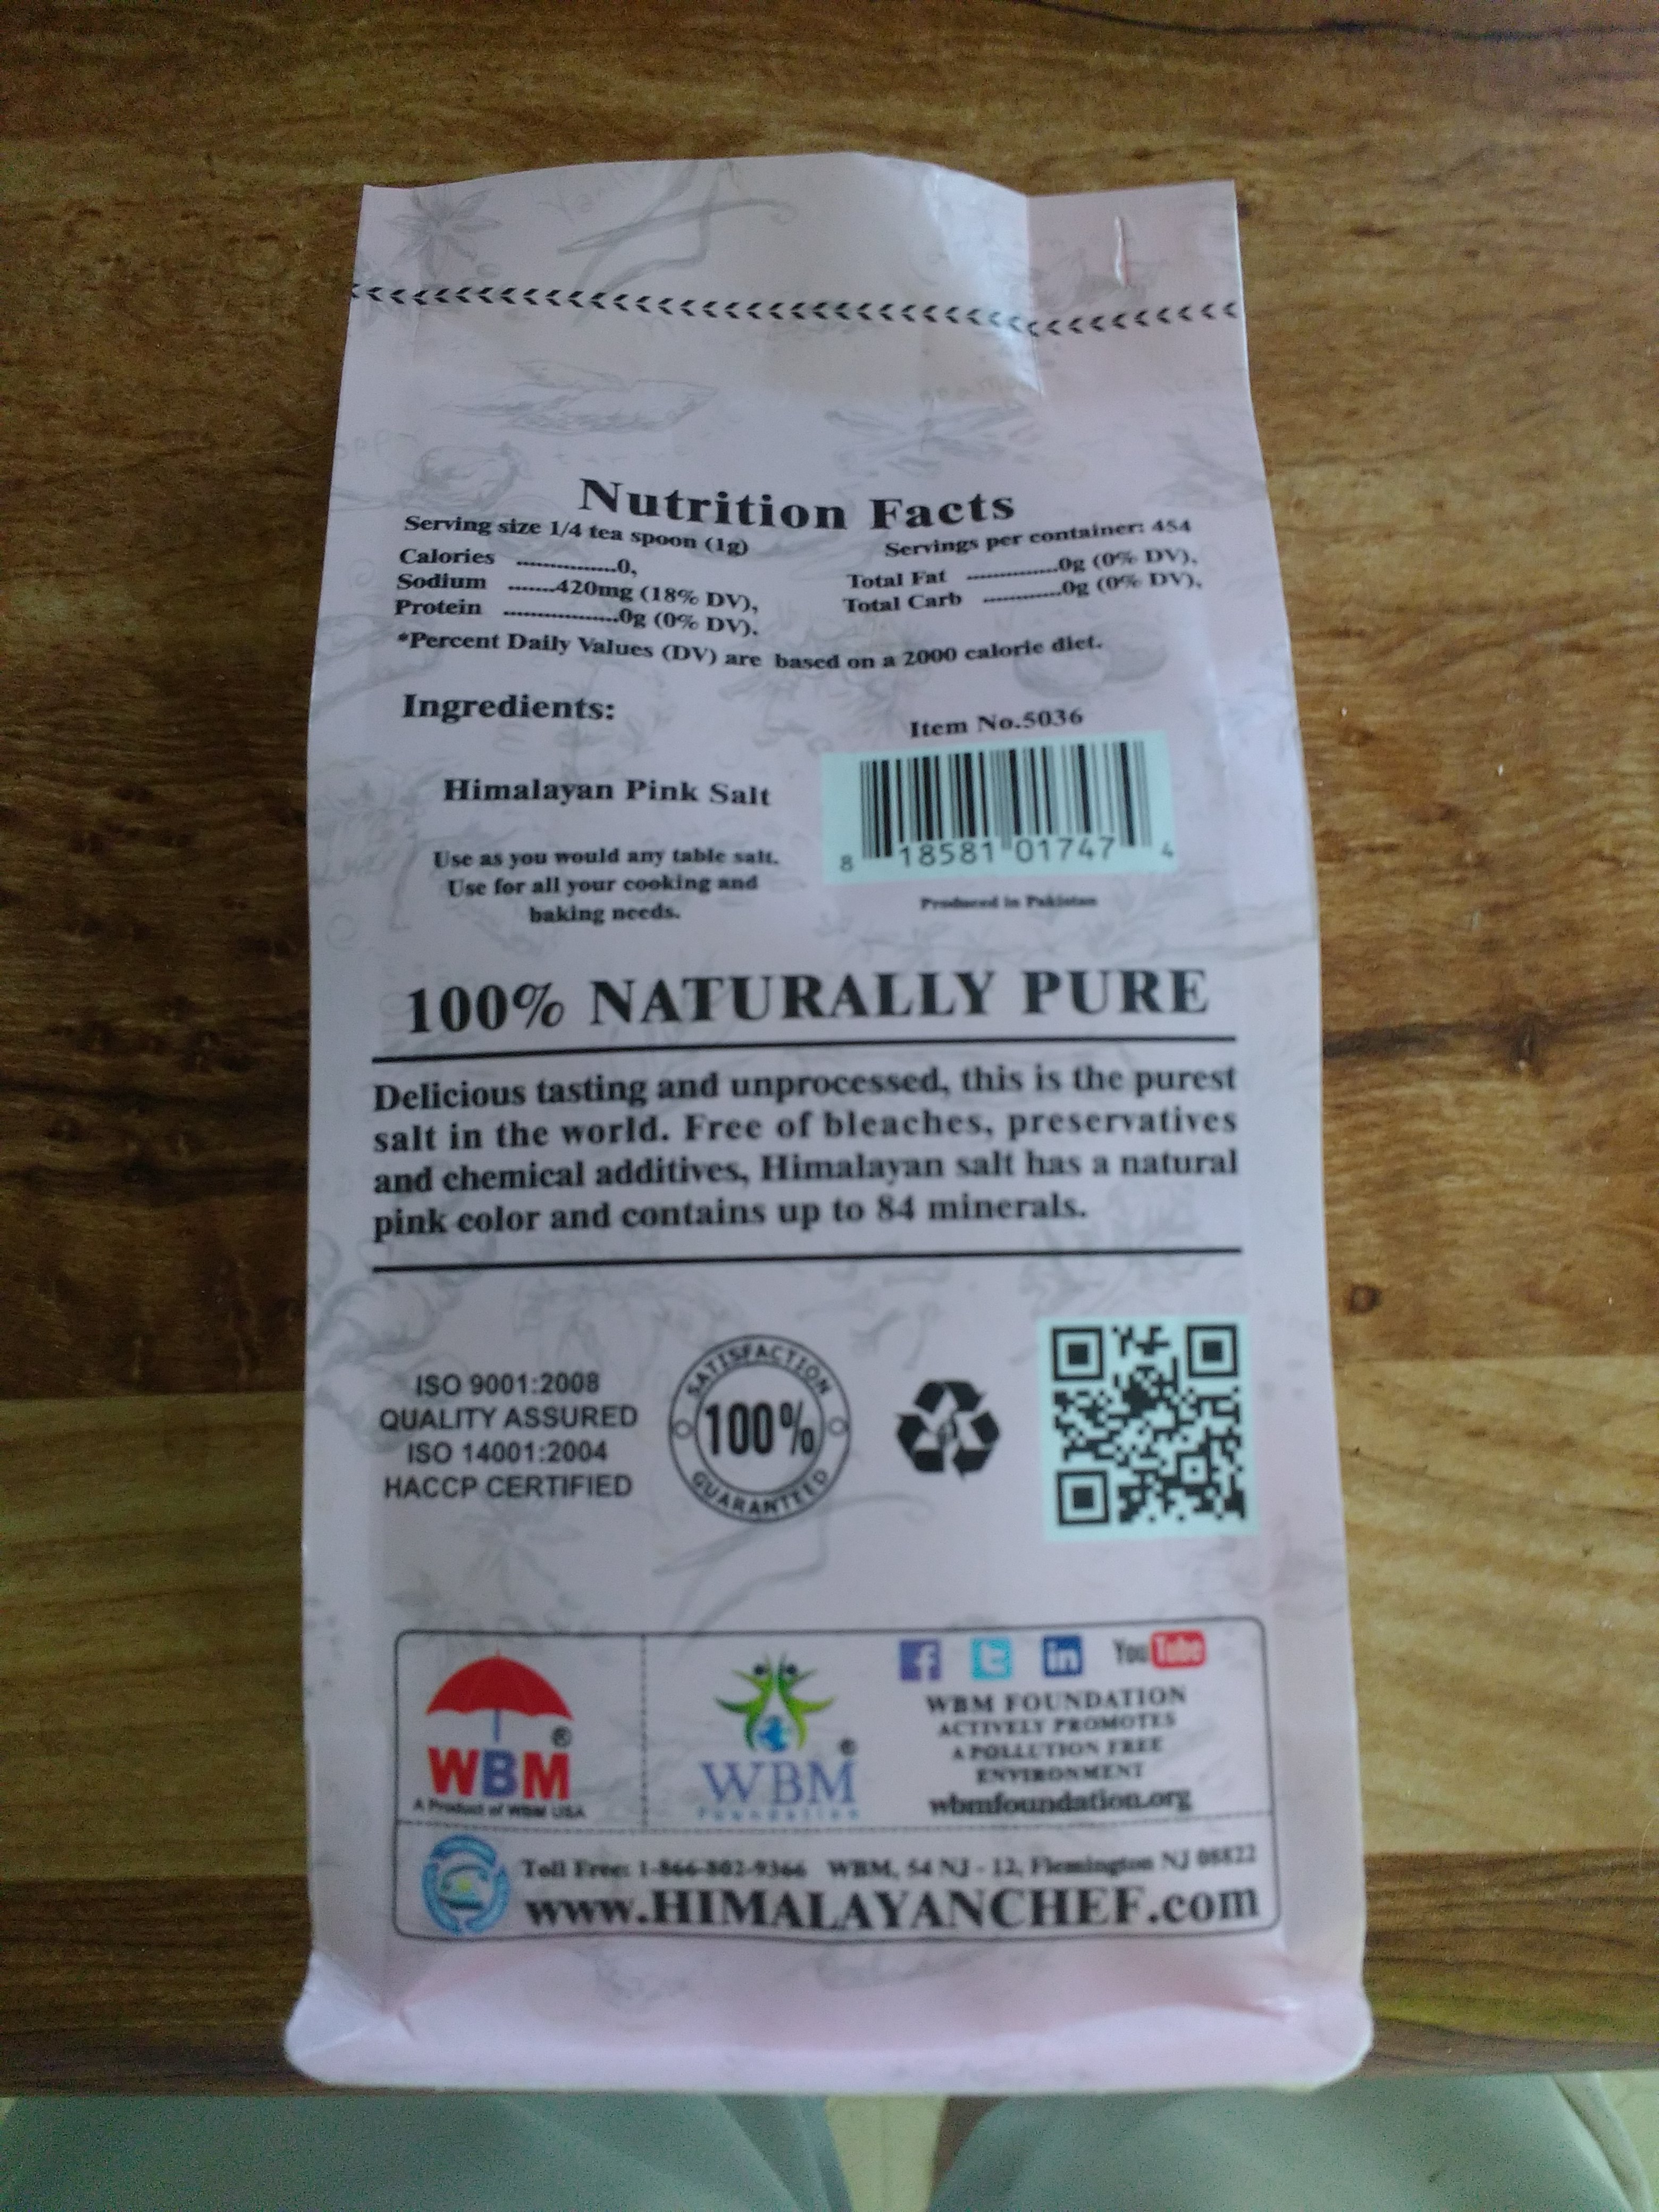 Nutrition Facts
Serving size 1/4 tea spoon (1g)
Servings per container: 454
Calories ...............0,
Total Fat .............0g (0% DV),
Sodium .......420mg (18% DV),
Total Carb ...........0g (0% DV),
Protein .................0g (0% DV).
*Percent Daily Values (DV) are based on a 2000 calorie diet.
Ingredients:
Himalayan Pink Salt
Use as you would any table salt.
Use for all your cooking and
baking needs.
Item No.5036
8 18581 01747 4
Produced in Pakistan
100% NATURALLY PURE
Delicious tasting and unprocessed, this is the purest
salt in the world. Free of bleaches, preservatives
and chemical additives, Himalayan salt has a natural
pink color and contains up to 84 minerals.
ISO 9001:2008
QUALITY ASSURED
ISO 14001:2004
HACCP CERTIFIED
SATISFACTION
100%
GUARANTEED
WBM®
A Product of WBM USA
WBM®
Foundation
f t in YouTube
WBM FOUNDATION
ACTIVELY PROMOTES
A POLLUTION FREE
ENVIRONMENT
wbmfoundation.org
Toll Free: 1-866-802-9366 WBM, 54 NJ - 12, Flemington NJ 08822
www.HIMALAYANCHEF.com